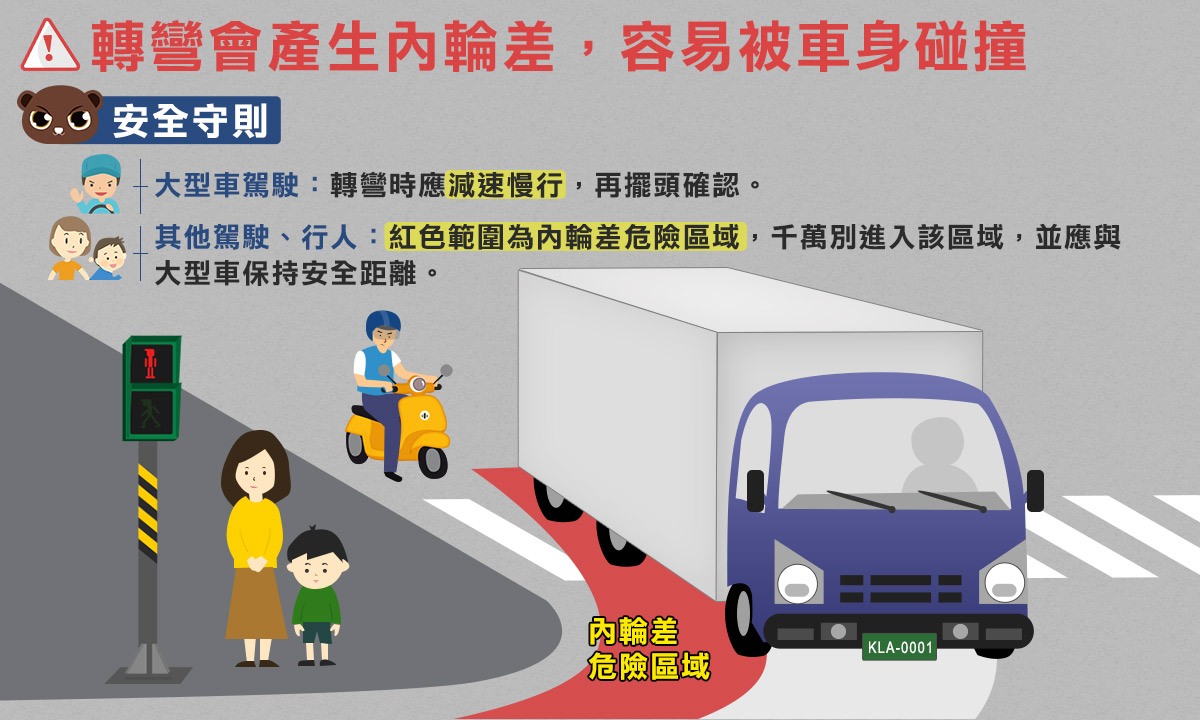 轉彎會產生內輪差，容易被車身碰撞
安全守則
大型車駕駛：轉彎時應減速慢行，再擺頭確認。
其他駕駛、行人：紅色範圍為內輪差危險區域，千萬別進入該區域，並應與
大型車保持安全距離。
內輪差
危險區域
KLA-0001